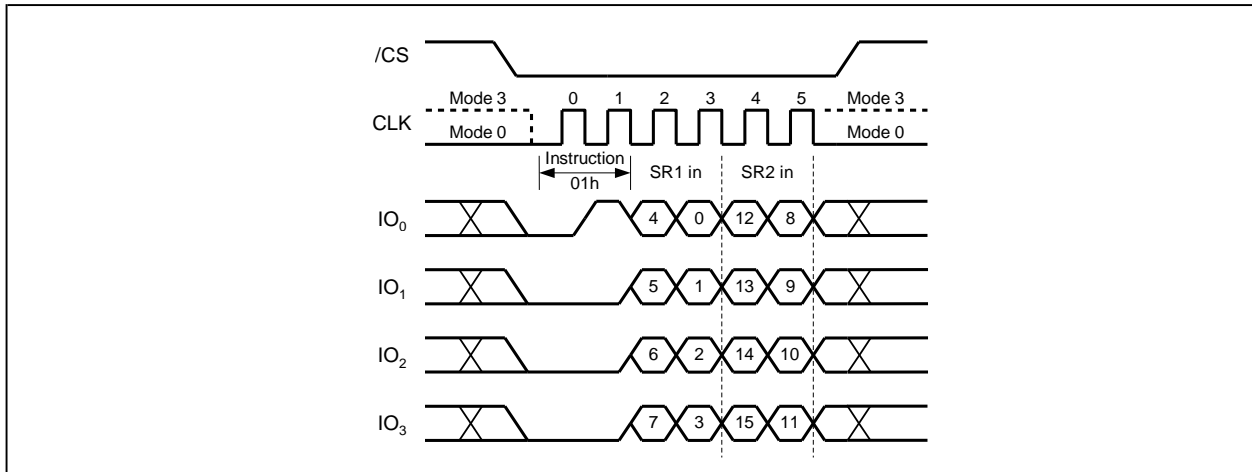 /CS
0 1 2 3 4 5
Mode 3 Mode 3
CLK
Mode 0 Mode 0
Instruction
01h
SR1 in SR2 in
IO0 4 0 12 8
IO1 5 1 13 9
IO2 6 2 14 10
IO3 7 3 15 11